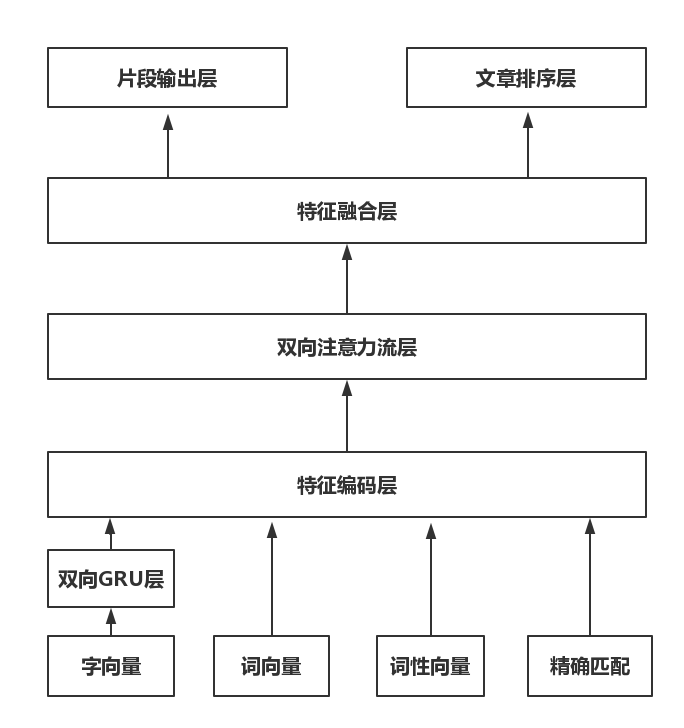 片段输出层
文章排序层
特征融合层
双向注意力流层
特征编码层
双向GRU层
字向量
词向量
词性向量
精确匹配